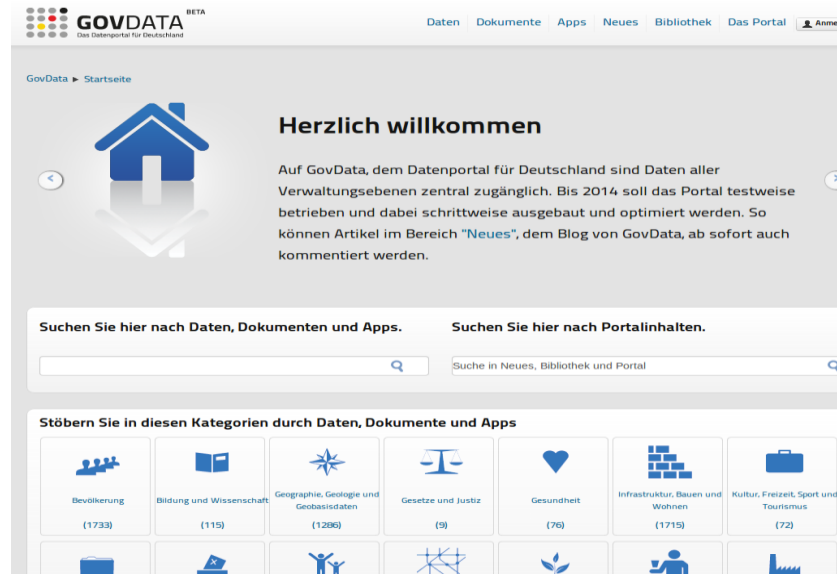 GOVDATA BETA
Das Datenportal für Deutschland
Daten Dokumente Apps Neues Bibliothek Das Portal
GovData ► Startseite
Herzlich willkommen
Auf GovData, dem Datenportal für Deutschland sind Daten aller
Verwaltungsebenen zentral zugänglich. Bis 2014 soll das Portal testweise
betrieben und dabei schrittweise ausgebaut und optimiert werden. So
können Artikel im Bereich "Neues", dem Blog von GovData, ab sofort auch
kommentiert werden.
Suchen Sie hier nach Daten, Dokumenten und Apps. Suchen Sie hier nach Portalinhalten.
Suche in Neues, Bibliothek und Portal
Stöbern Sie in diesen Kategorien durch Daten, Dokumente und Apps
Bevölkerung
(1733)
Bildung und Wissenschaft
(115)
Geographie, Geologie und
Geobasisdaten
(1286)
Gesetze und Justiz
(9)
Gesundheit
(76)
Infrastruktur, Bauen und
Wohnen
(1715)
Kultur, Freizeit, Sport und
Tourismus
(72)